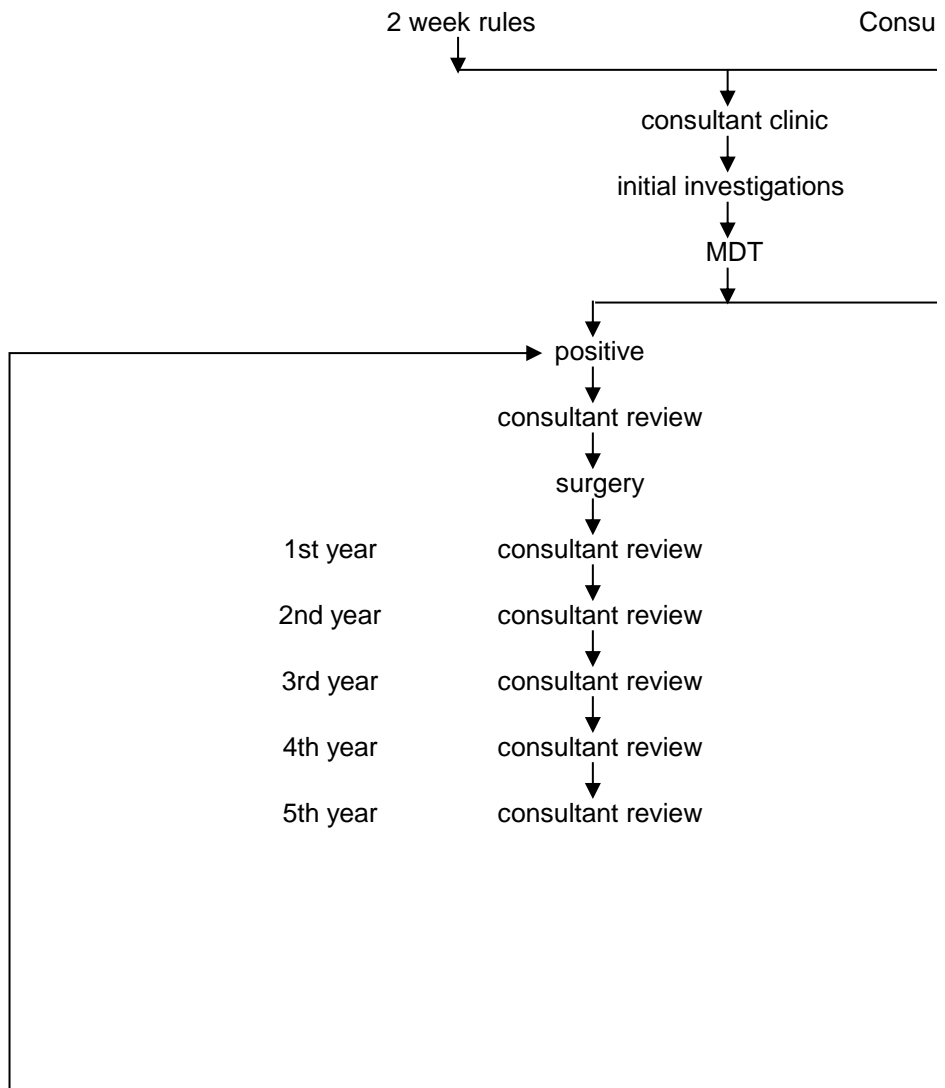 2 week rules Consu
consultant clinic
initial investigations
MDT
positive
consultant review
surgery
1st year consultant review
2nd year consultant review
3rd year consultant review
4th year consultant review
5th year consultant review